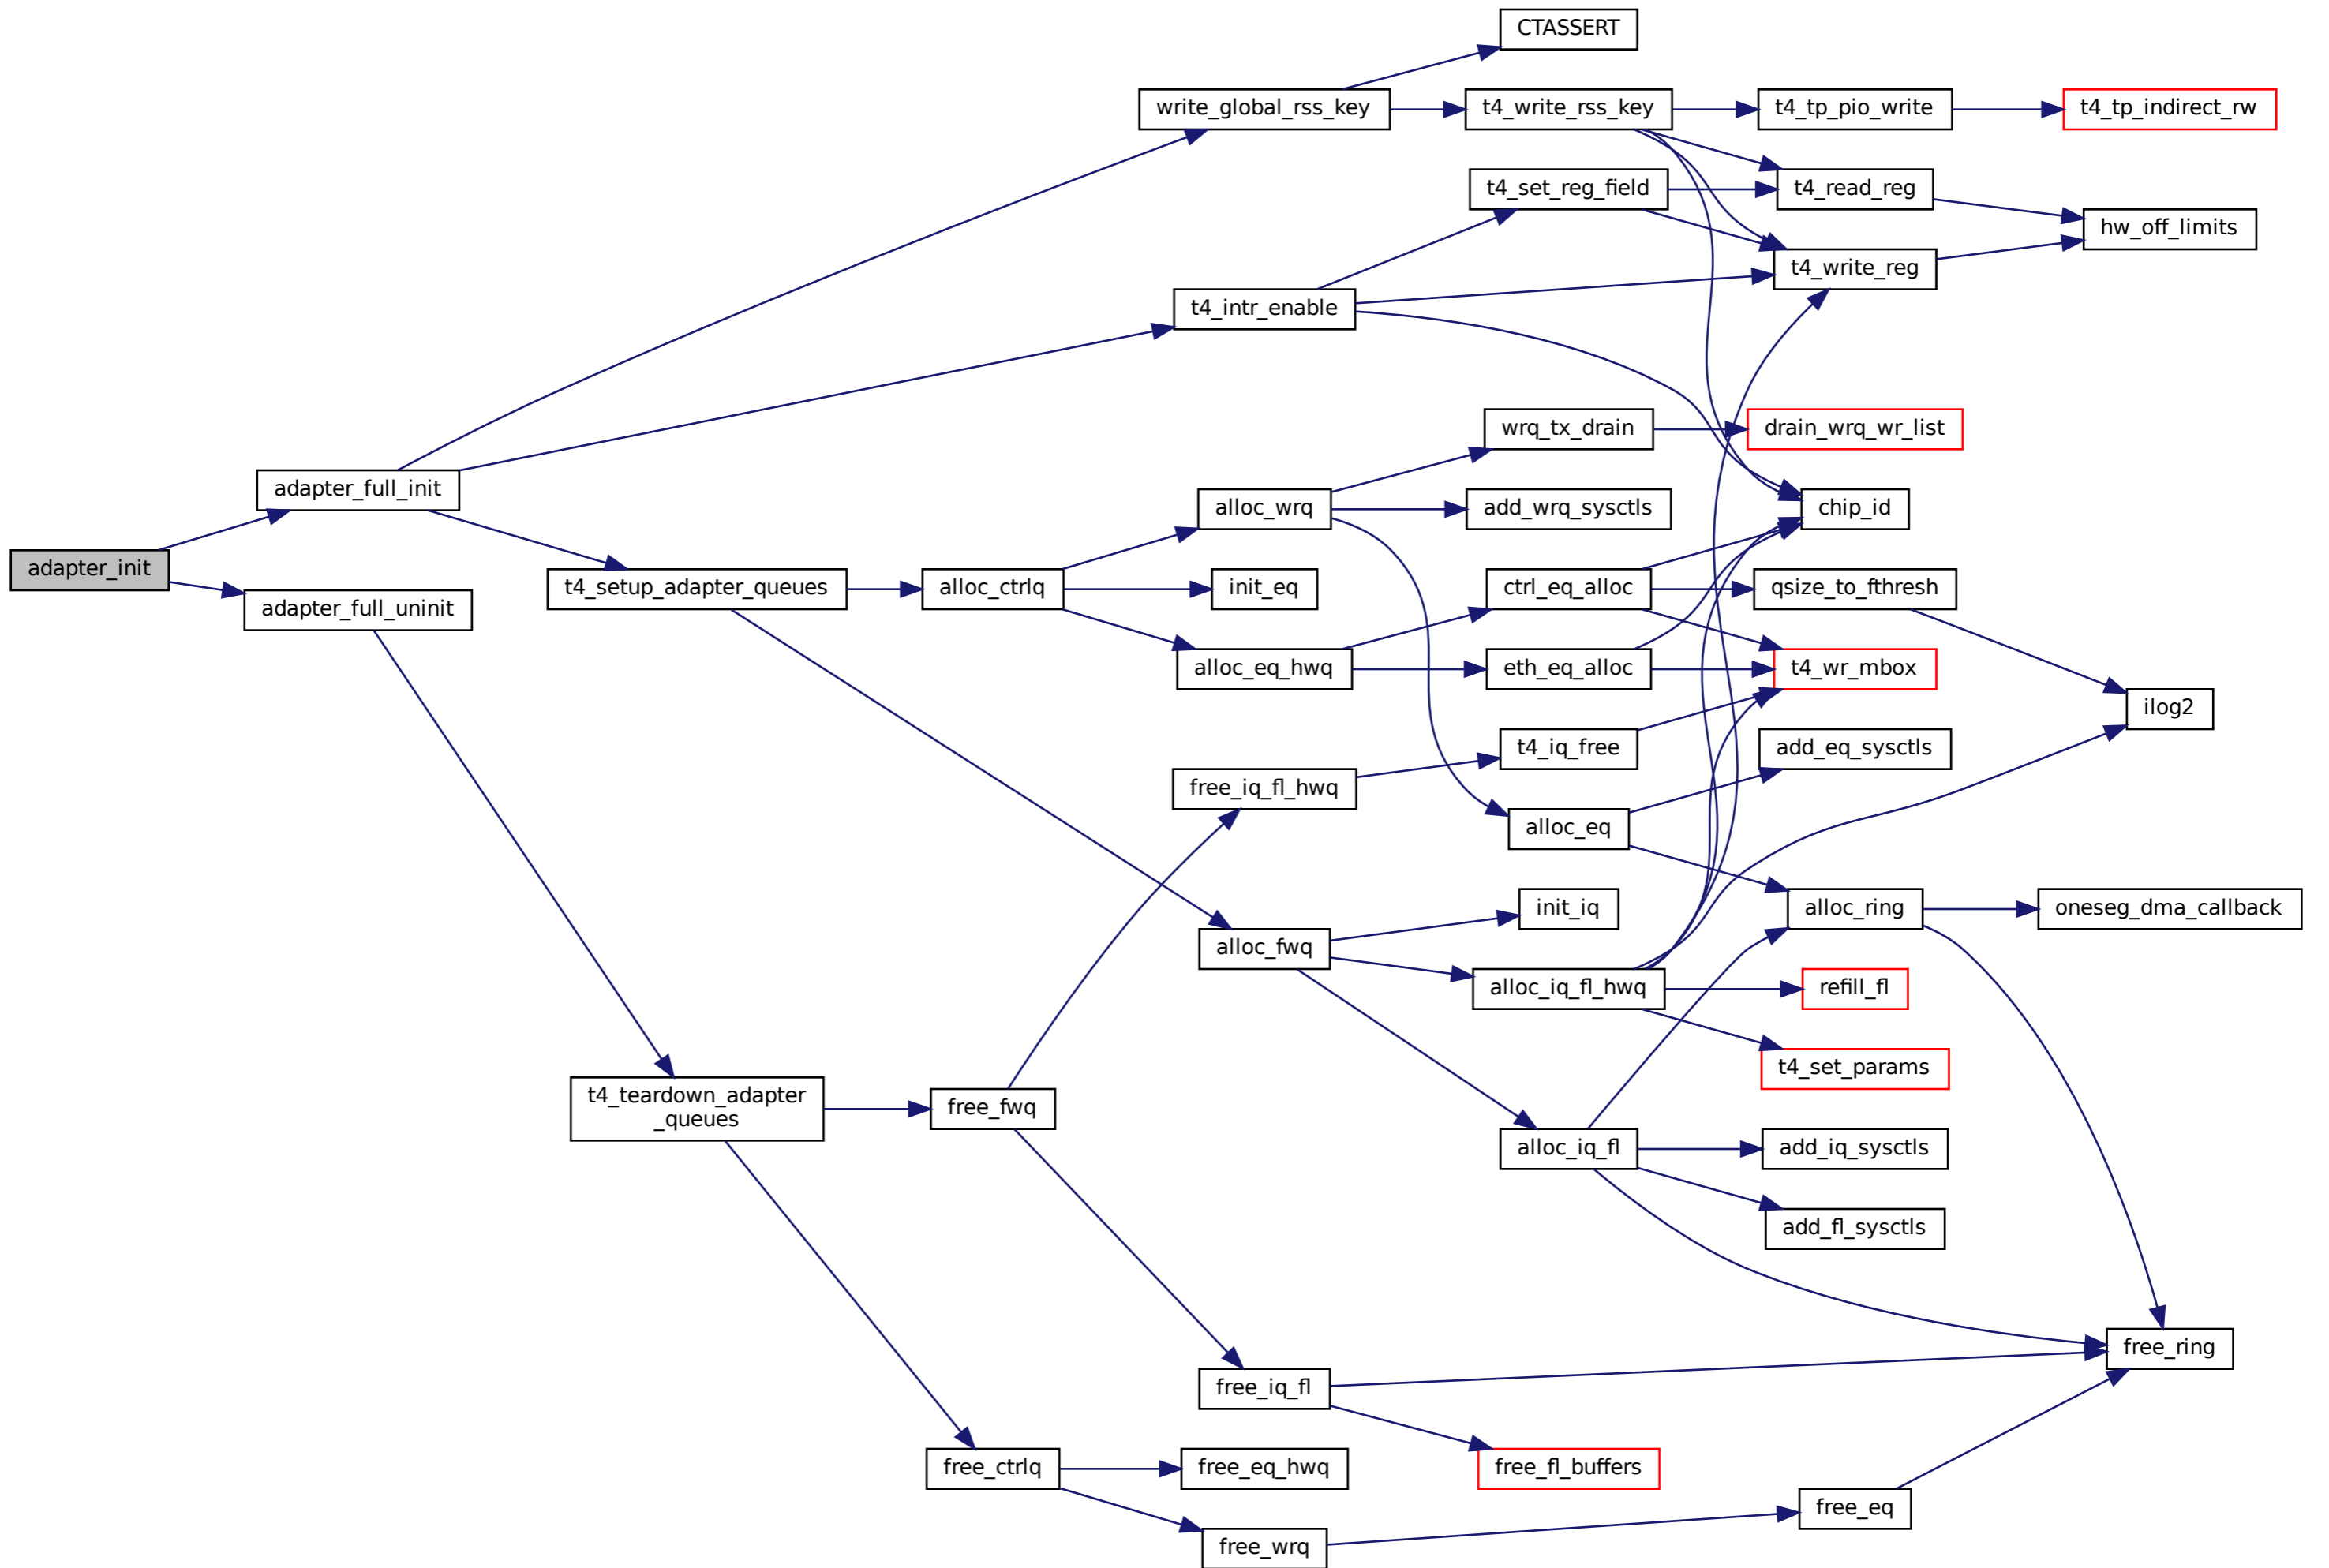 CTASSERT
write_global_rss_key
t4_write_rss_key
t4_tp_pio_write
t4_tp_indirect_rw
t4_set_reg_field
t4_read_reg
hw_off_limits
t4_write_reg
t4_intr_enable
wrq_tx_drain
drain_wrq_wr_list
adapter_full_init
alloc_wrq
add_wrq_sysctls
chip_id
adapter_init
adapter_full_uninit
t4_setup_adapter_queues
alloc_ctrlq
init_eq
ctrl_eq_alloc
qsize_to_fthresh
alloc_eq_hwq
eth_eq_alloc
t4_wr_mbox
ilog2
t4_iq_free
add_eq_sysctls
free_iq_fl_hwq
alloc_eq
init_iq
alloc_ring
oneseg_dma_callback
alloc_fwq
alloc_iq_fl_hwq
refill_fl
t4_set_params
t4_teardown_adapter
_queues
free_fwq
alloc_iq_fl
add_iq_sysctls
add_fl_sysctls
free_ring
free_iq_fl
free_ctrlq
free_eq_hwq
free_fl_buffers
free_eq
free_wrq